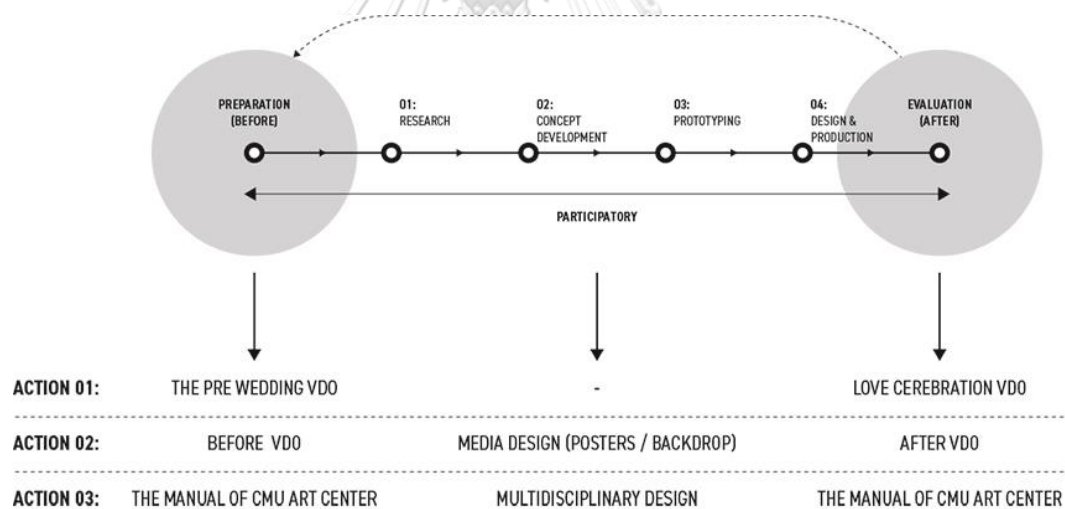 PREPARATION
(BEFORE)
01:
RESEARCH
02:
CONCEPT
DEVELOPMENT
03:
PROTOTYPING
04:
DESIGN &
PRODUCTION
EVALUATION
(AFTER)
PARTICIPATORY
ACTION 01: THE PRE WEDDING VDO - LOVE CEREBRATION VDO
ACTION 02: BEFORE VDO MEDIA DESIGN (POSTERS / BACKDROP) AFTER VDO
ACTION 03: THE MANUAL OF CMU ART CENTER MULTIDISCIPLINARY DESIGN THE MANUAL OF CMU ART CENTER